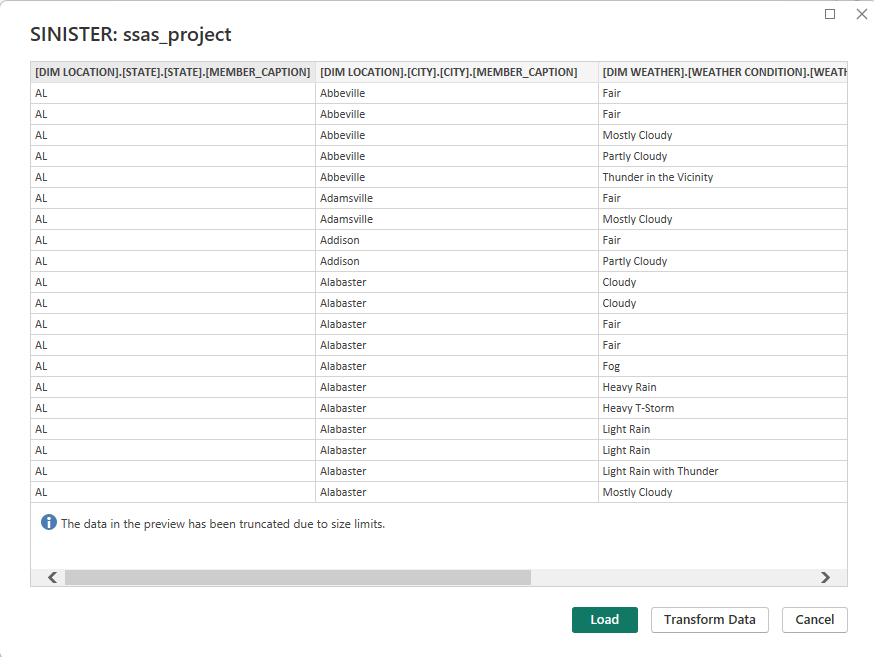 SINISTER: ssas_project
[DIM LOCATION].[STATE].[STATE].[MEMBER_CAPTION] [DIM LOCATION].[CITY].[CITY].[MEMBER_CAPTION] [DIM WEATHER].[WEATHER CONDITION].[WEATH
AL Abbeville Fair
AL Abbeville Fair
AL Abbeville Mostly Cloudy
AL Abbeville Partly Cloudy
AL Abbeville Thunder in the Vicinity
AL Adamsville Fair
AL Adamsville Mostly Cloudy
AL Addison Fair
AL Addison Partly Cloudy
AL Alabaster Cloudy
AL Alabaster Cloudy
AL Alabaster Fair
AL Alabaster Fair
AL Alabaster Fog
AL Alabaster Heavy Rain
AL Alabaster Heavy T-Storm
AL Alabaster Light Rain
AL Alabaster Light Rain
AL Alabaster Light Rain with Thunder
AL Alabaster Mostly Cloudy
The data in the preview has been truncated due to size limits.
Load Transform Data Cancel